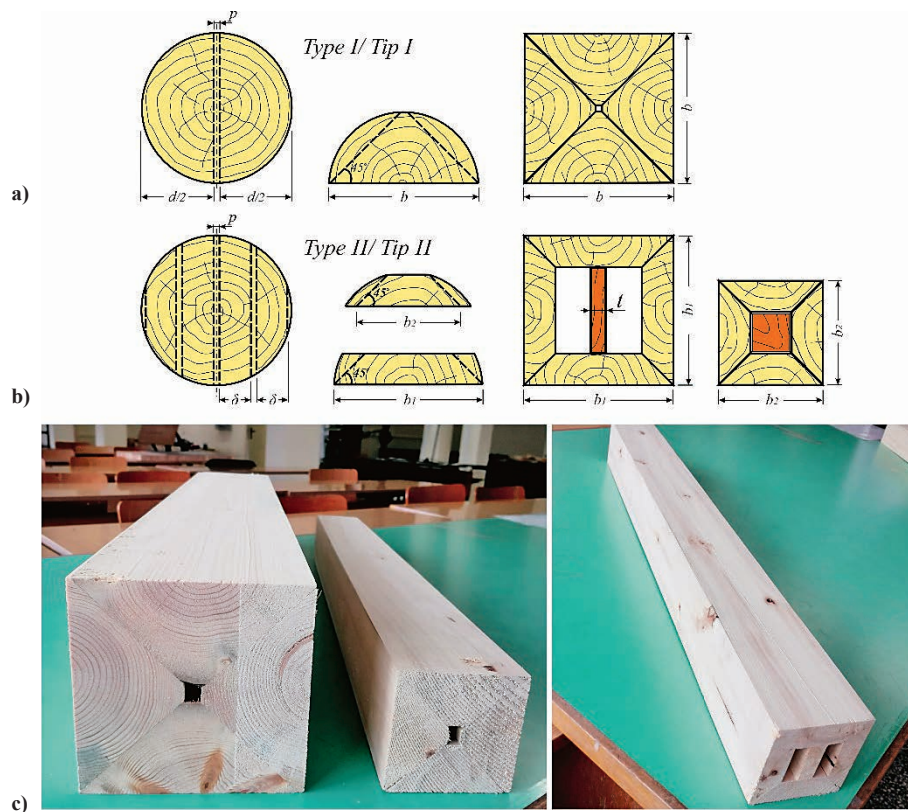 p
Type I/ Tip I
45°
b
d/2
d/2
b
b
a)
p
Type II/ Tip II
45°
b2
t
b1
b2
45°
δ
δ
b1
b1
b2
b)
c)